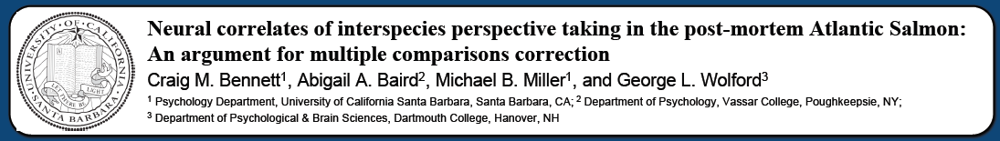 Neural correlates of interspecies perspective taking in the post-mortem Atlantic Salmon:
An argument for multiple comparisons correction
Craig M. Bennett¹, Abigail A. Baird², Michael B. Miller¹, and George L. Wolford³
¹ Psychology Department, University of California Santa Barbara, Santa Barbara, CA; ² Department of Psychology, Vassar College, Poughkeepsie, NY;
³ Department of Psychological & Brain Sciences, Dartmouth College, Hanover, NH
UNIVERSITY OF CALIFORNIA
SANTA BARBARA
LET THERE BE
LIGHT